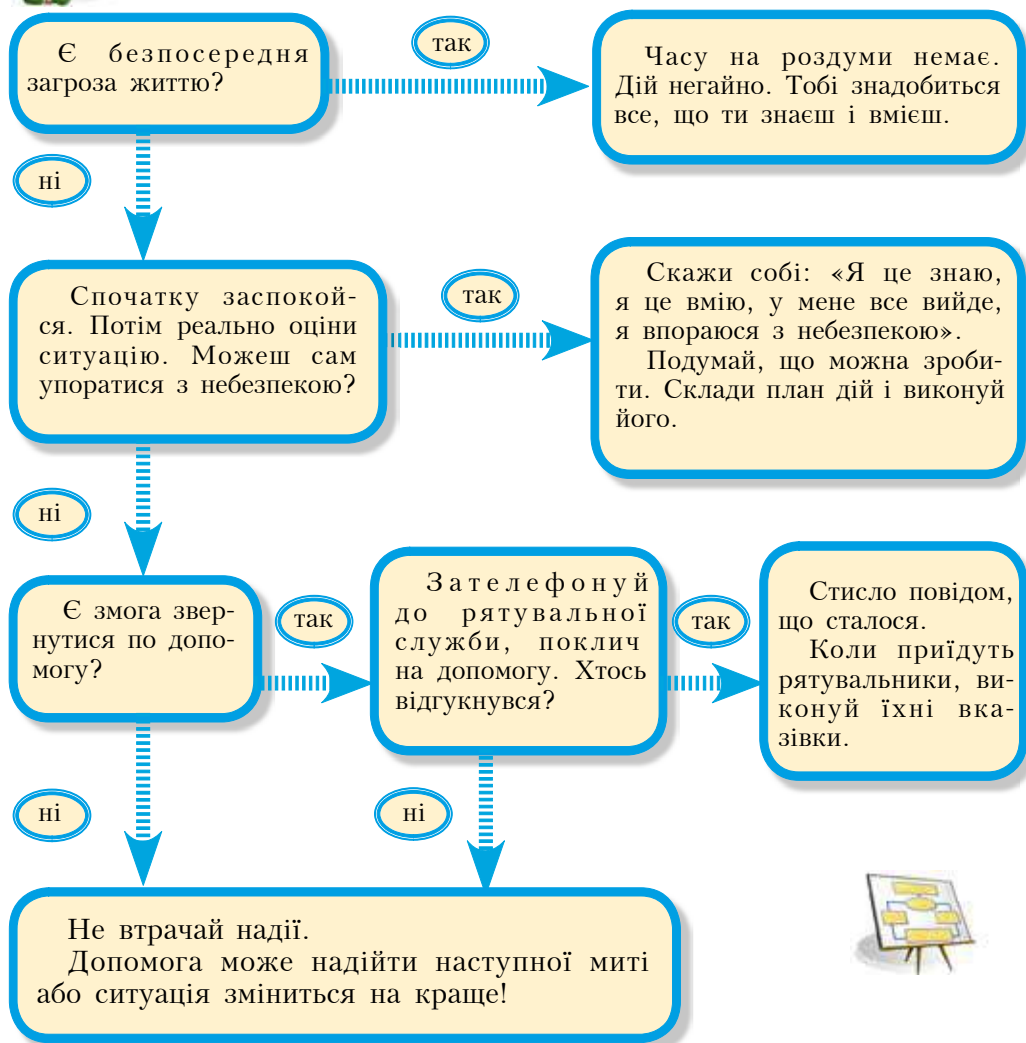 Є безпосередня
загроза життю?
так
Часу на роздуми немає.
Дій негайно. Тобі знадобиться
все, що ти знаєш і вмієш.
ні
Спочатку заспокой-
ся. Потім реально оціни
ситуацію. Можеш сам
упоратися з небезпекою?
так
Скажи собі: «Я це знаю,
я це вмію, у мене все вийде,
я впораюся з небезпекою».
Подумай, що можна зроби-
ти. Склади план дій і виконуй
його.
ні
Є змога звер-
нутися по допо-
могу?
так
Зателефонуй
до рятувальної
служби, поклич
на допомогу. Хтось
відгукнувся?
так
Стисло повідом,
що сталося.
Коли приїдуть
рятувальники, ви-
конуй їхні вка-
зівки.
ні
ні
Не втрачай надії.
Допомога може надійти наступної миті
або ситуація зміниться на краще!